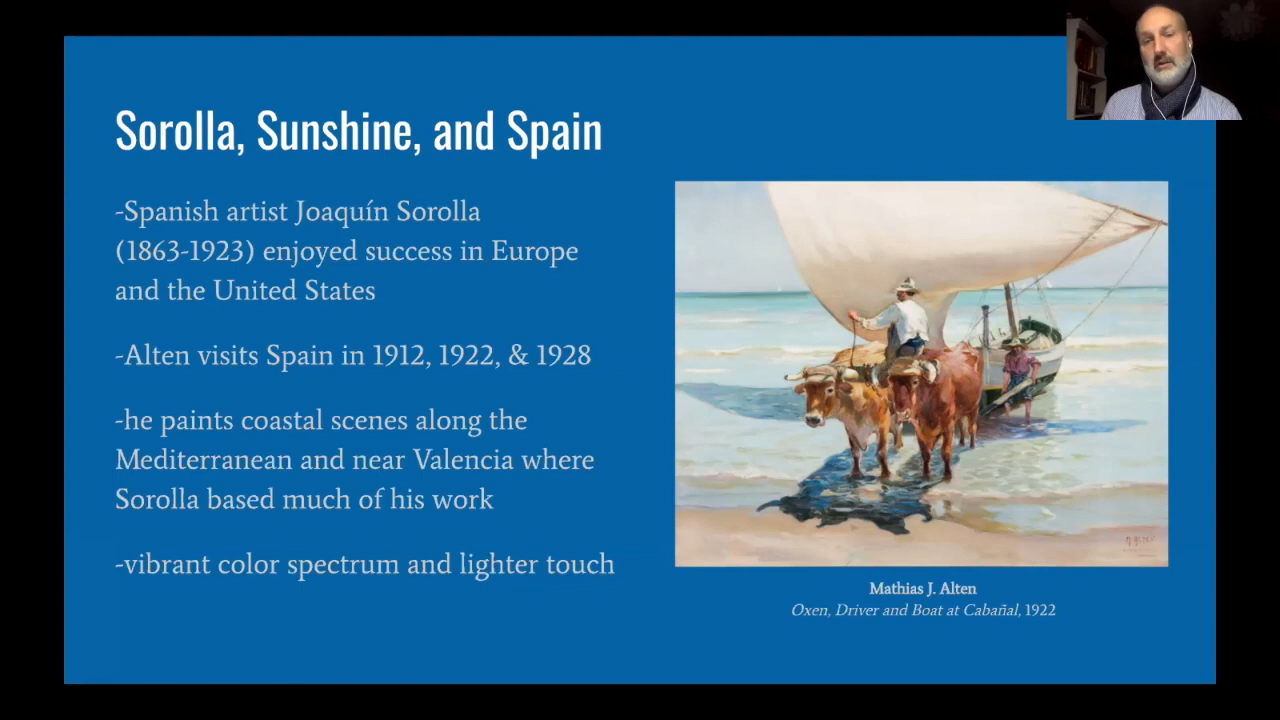 Sorolla, Sunshine, and Spain
-Spanish artist Joaquín Sorolla
(1863-1923) enjoyed success in Europe
and the United States
-Alten visits Spain in 1912, 1922, & 1928
-he paints coastal scenes along the
Mediterranean and near Valencia where
Sorolla based much of his work
-vibrant color spectrum and lighter touch
Mathias J. Alten
Oxen, Driver and Boat at Cabañal, 1922